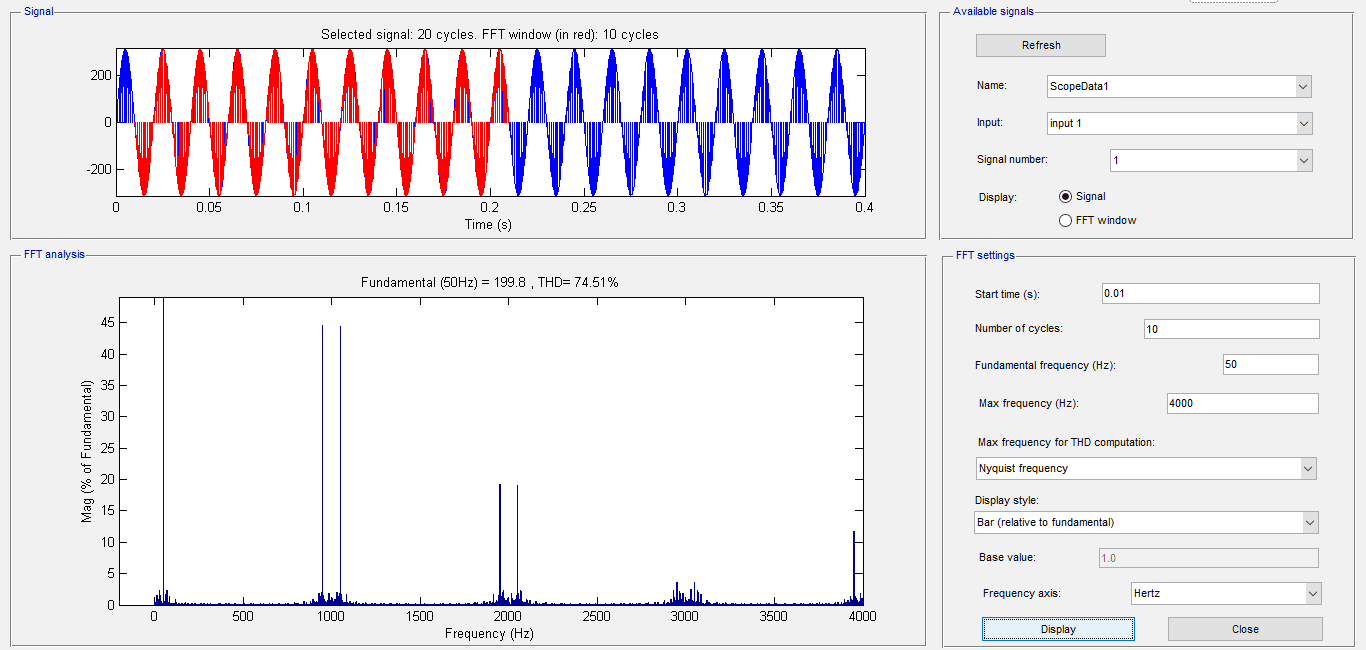 Signal
Selected signal: 20 cycles. FFT window (in red): 10 cycles
200
0
-200
0
0.05
0.1
0.15
0.2
0.25
0.3
0.35
0.4
Time (s)
Available signals
Refresh
Name:
ScopeData1
Input:
input 1
Signal number:
1
Display:
Signal
FFT window
FFT analysis
Fundamental (50Hz) = 199.8 , THD= 74.51%
45
40
35
30
25
20
15
10
5
0
Mag (% of Fundamental)
0
500
1000
1500
2000
2500
3000
3500
4000
Frequency (Hz)
FFT settings
Start time (s):
0.01
Number of cycles:
10
Fundamental frequency (Hz):
50
Max frequency (Hz):
4000
Max frequency for THD computation:
Nyquist frequency
Display style:
Bar (relative to fundamental)
Base value:
1.0
Frequency axis:
Hertz
Display
Close